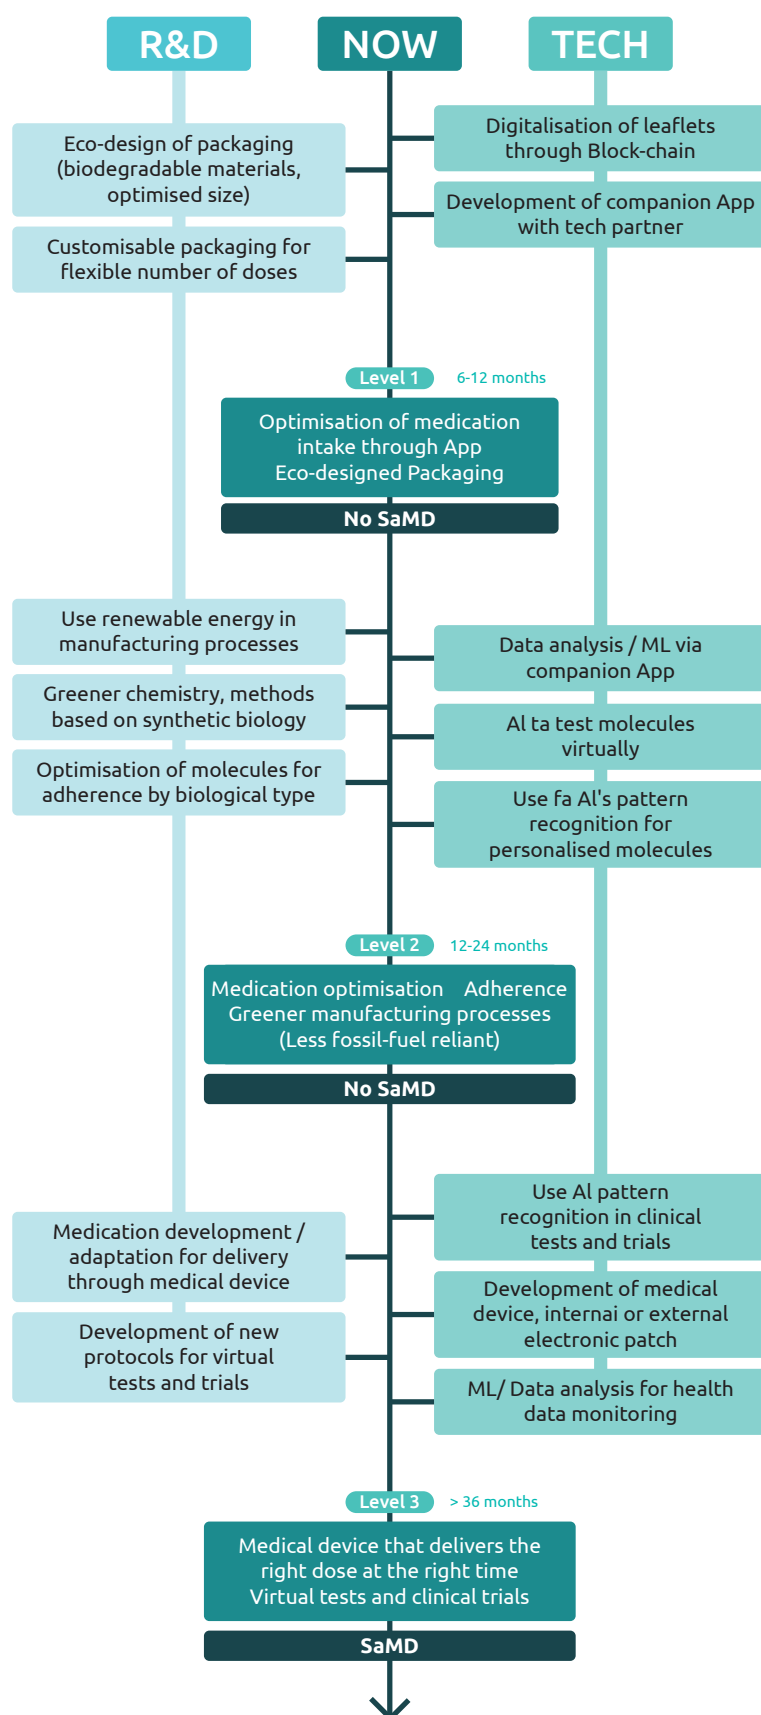 R&D
NOW
TECH
Eco-design of packaging
(biodegradable materials,
optimised size)
Customisable packaging for
flexible number of doses
Digitalisation of leaflets
through Block-chain
Development of companion App
with tech partner
Level 1
6-12 months
Optimisation of medication
intake through App
Eco-designed Packaging
No SaMD
Use renewable energy in
manufacturing processes
Greener chemistry, methods
based on synthetic biology
Optimisation of molecules for
adherence by biological type
Data analysis / ML via
companion App
Al ta test molecules
virtually
Use fa Al's pattern
recognition for
personalised molecules
Level 2
12-24 months
Medication optimisation Adherence
Greener manufacturing processes
(Less fossil-fuel reliant)
No SaMD
Medication development /
adaptation for delivery
through medical device
Development of new
protocols for virtual
tests and trials
Use Al pattern
recognition in clinical
tests and trials
Development of medical
device, internai or external
electronic patch
ML/ Data analysis for health
data monitoring
Level 3
> 36 months
Medical device that delivers the
right dose at the right time
Virtual tests and clinical trials
SaMD